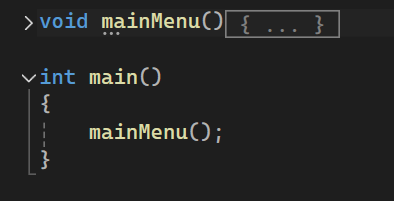 void mainMenu(){ ... }
int main()
{
mainMenu();
}